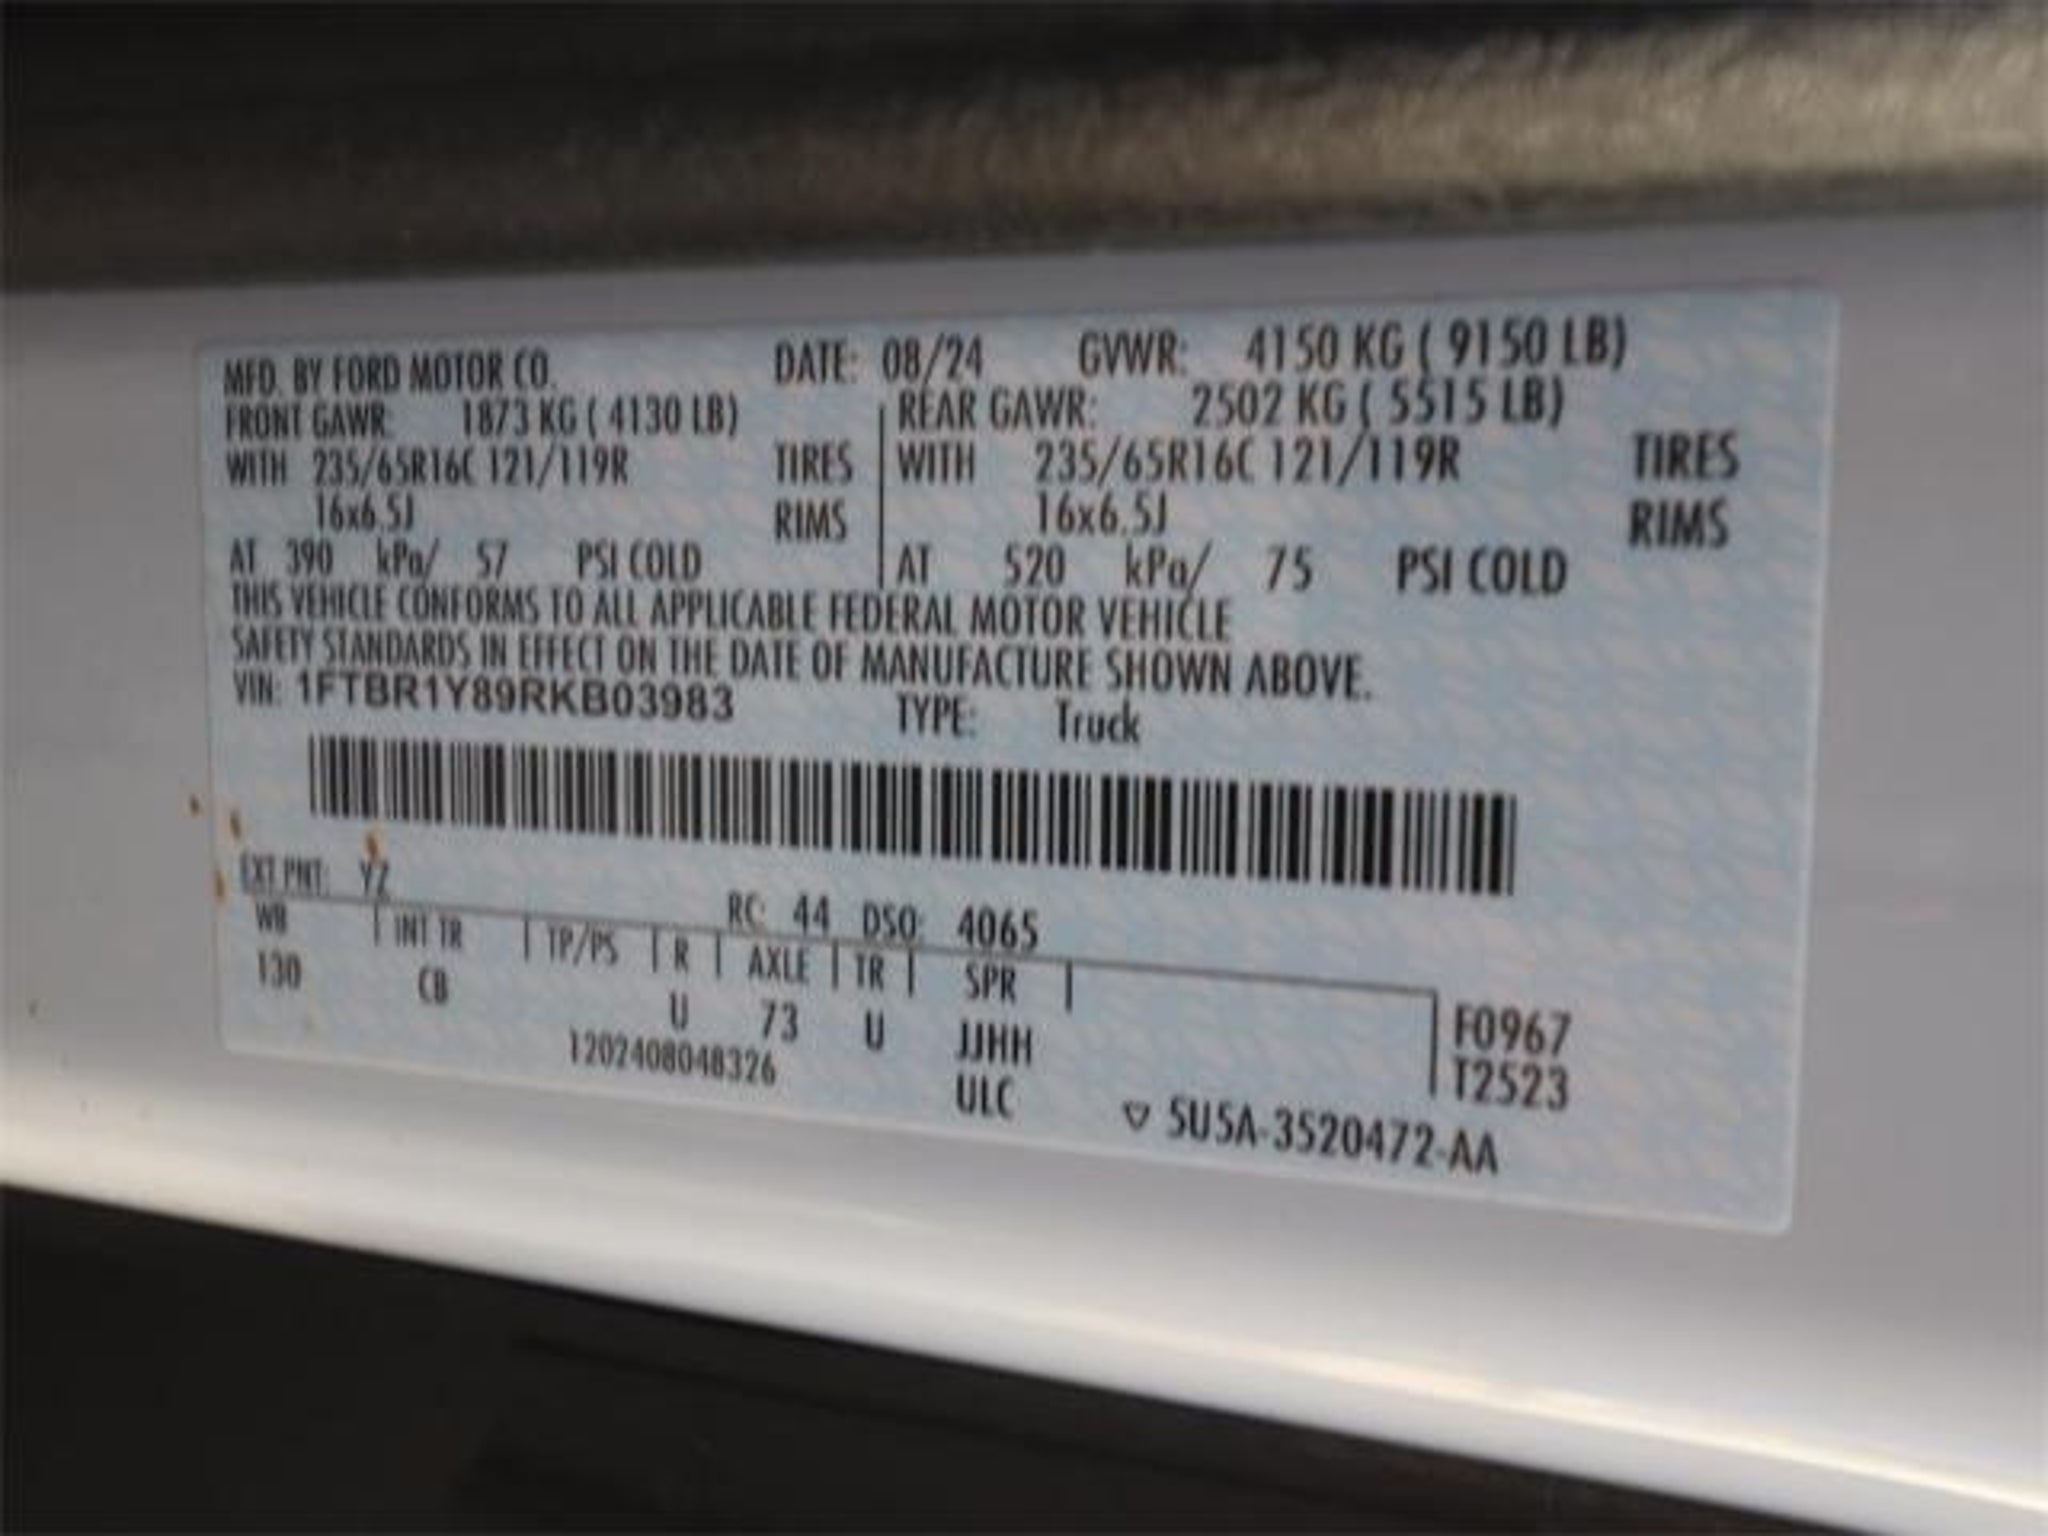 MFD. BY FORD MOTOR CO. DATE: 08/24 GVWR: 4150 KG ( 9150 LB)
FRONT GAWR: 1873 KG ( 4130 LB) REAR GAWR: 2502 KG ( 5515 LB)
WITH 235/65R16C 121/119R TIRES WITH 235/65R16C 121/119R TIRES
16x6.5J RIMS 16x6.5J RIMS
AT 390 kPa/ 57 PSI COLD AT 520 kPa/ 75 PSI COLD
THIS VEHICLE CONFORMS TO ALL APPLICABLE FEDERAL MOTOR VEHICLE
SAFETY STANDARDS IN EFFECT ON THE DATE OF MANUFACTURE SHOWN ABOVE.
VIN: 1FTBR1Y89RKB03983 TYPE: Truck
EXT PNT: YZ RC: 44 DSO: 4065
WB INT TR TP/PS R AXLE TR SPR
130 CB U 73 U JJHH F0967
1202408048326 ULC T2523
▽ 5U5A-3520472-AA